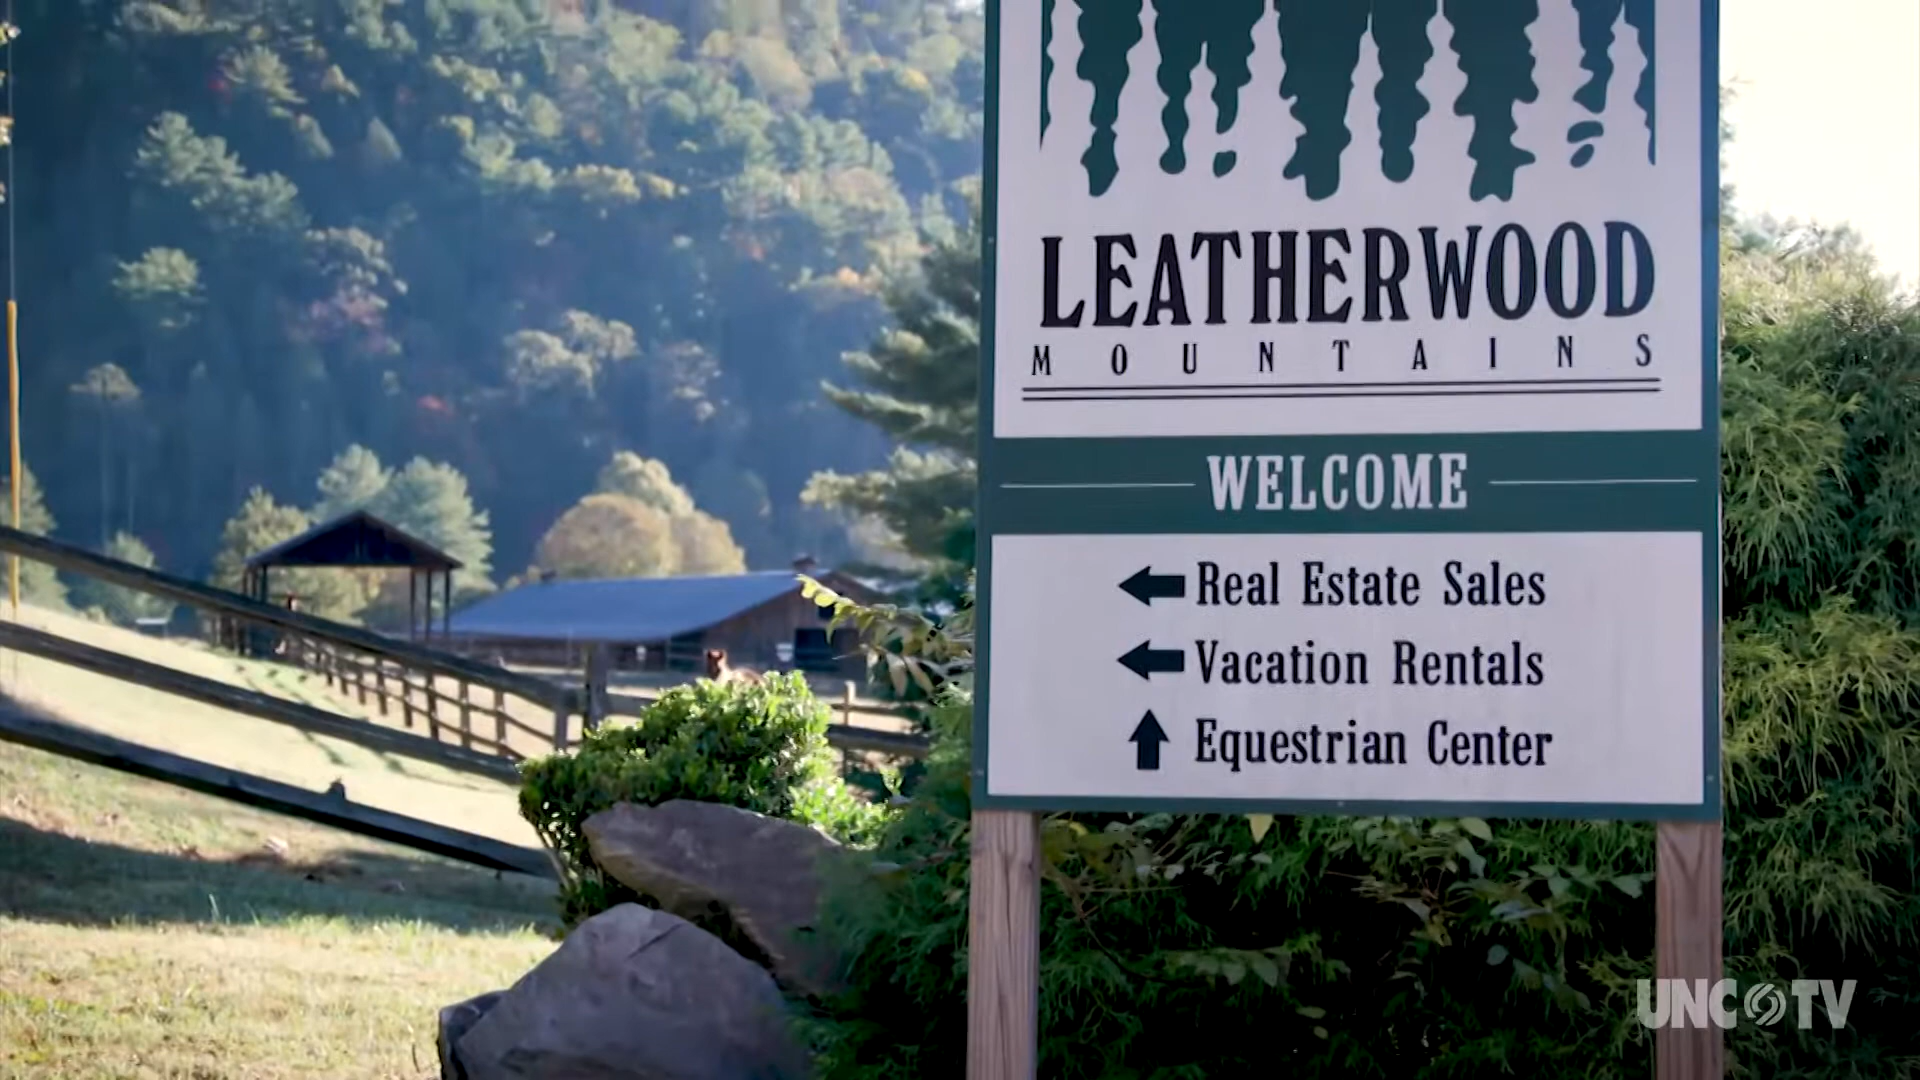 LEATHERWOOD
MOUNTAINS
WELCOME
Real Estate Sales
Vacation Rentals
Equestrian Center
UNC TV